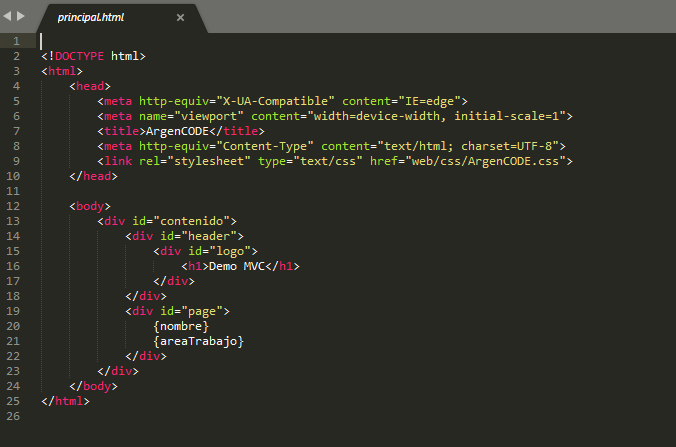 principal.html ×
1
2 <!DOCTYPE html>
3 <html>
4     <head>
5         <meta http-equiv="X-UA-Compatible" content="IE=edge">
6         <meta name="viewport" content="width=device-width, initial-scale=1">
7         <title>ArgenCODE</title>
8         <meta http-equiv="Content-Type" content="text/html; charset=UTF-8">
9         <link rel="stylesheet" type="text/css" href="web/css/ArgenCODE.css">
10     </head>
11
12     <body>
13         <div id="contenido">
14             <div id="header">
15                 <div id="logo">
16                     <h1>Demo MVC</h1>
17                 </div>
18             </div>
19             <div id="page">
20                 {nombre}
21                 {areaTrabajo}
22             </div>
23         </div>
24     </body>
25 </html>
26